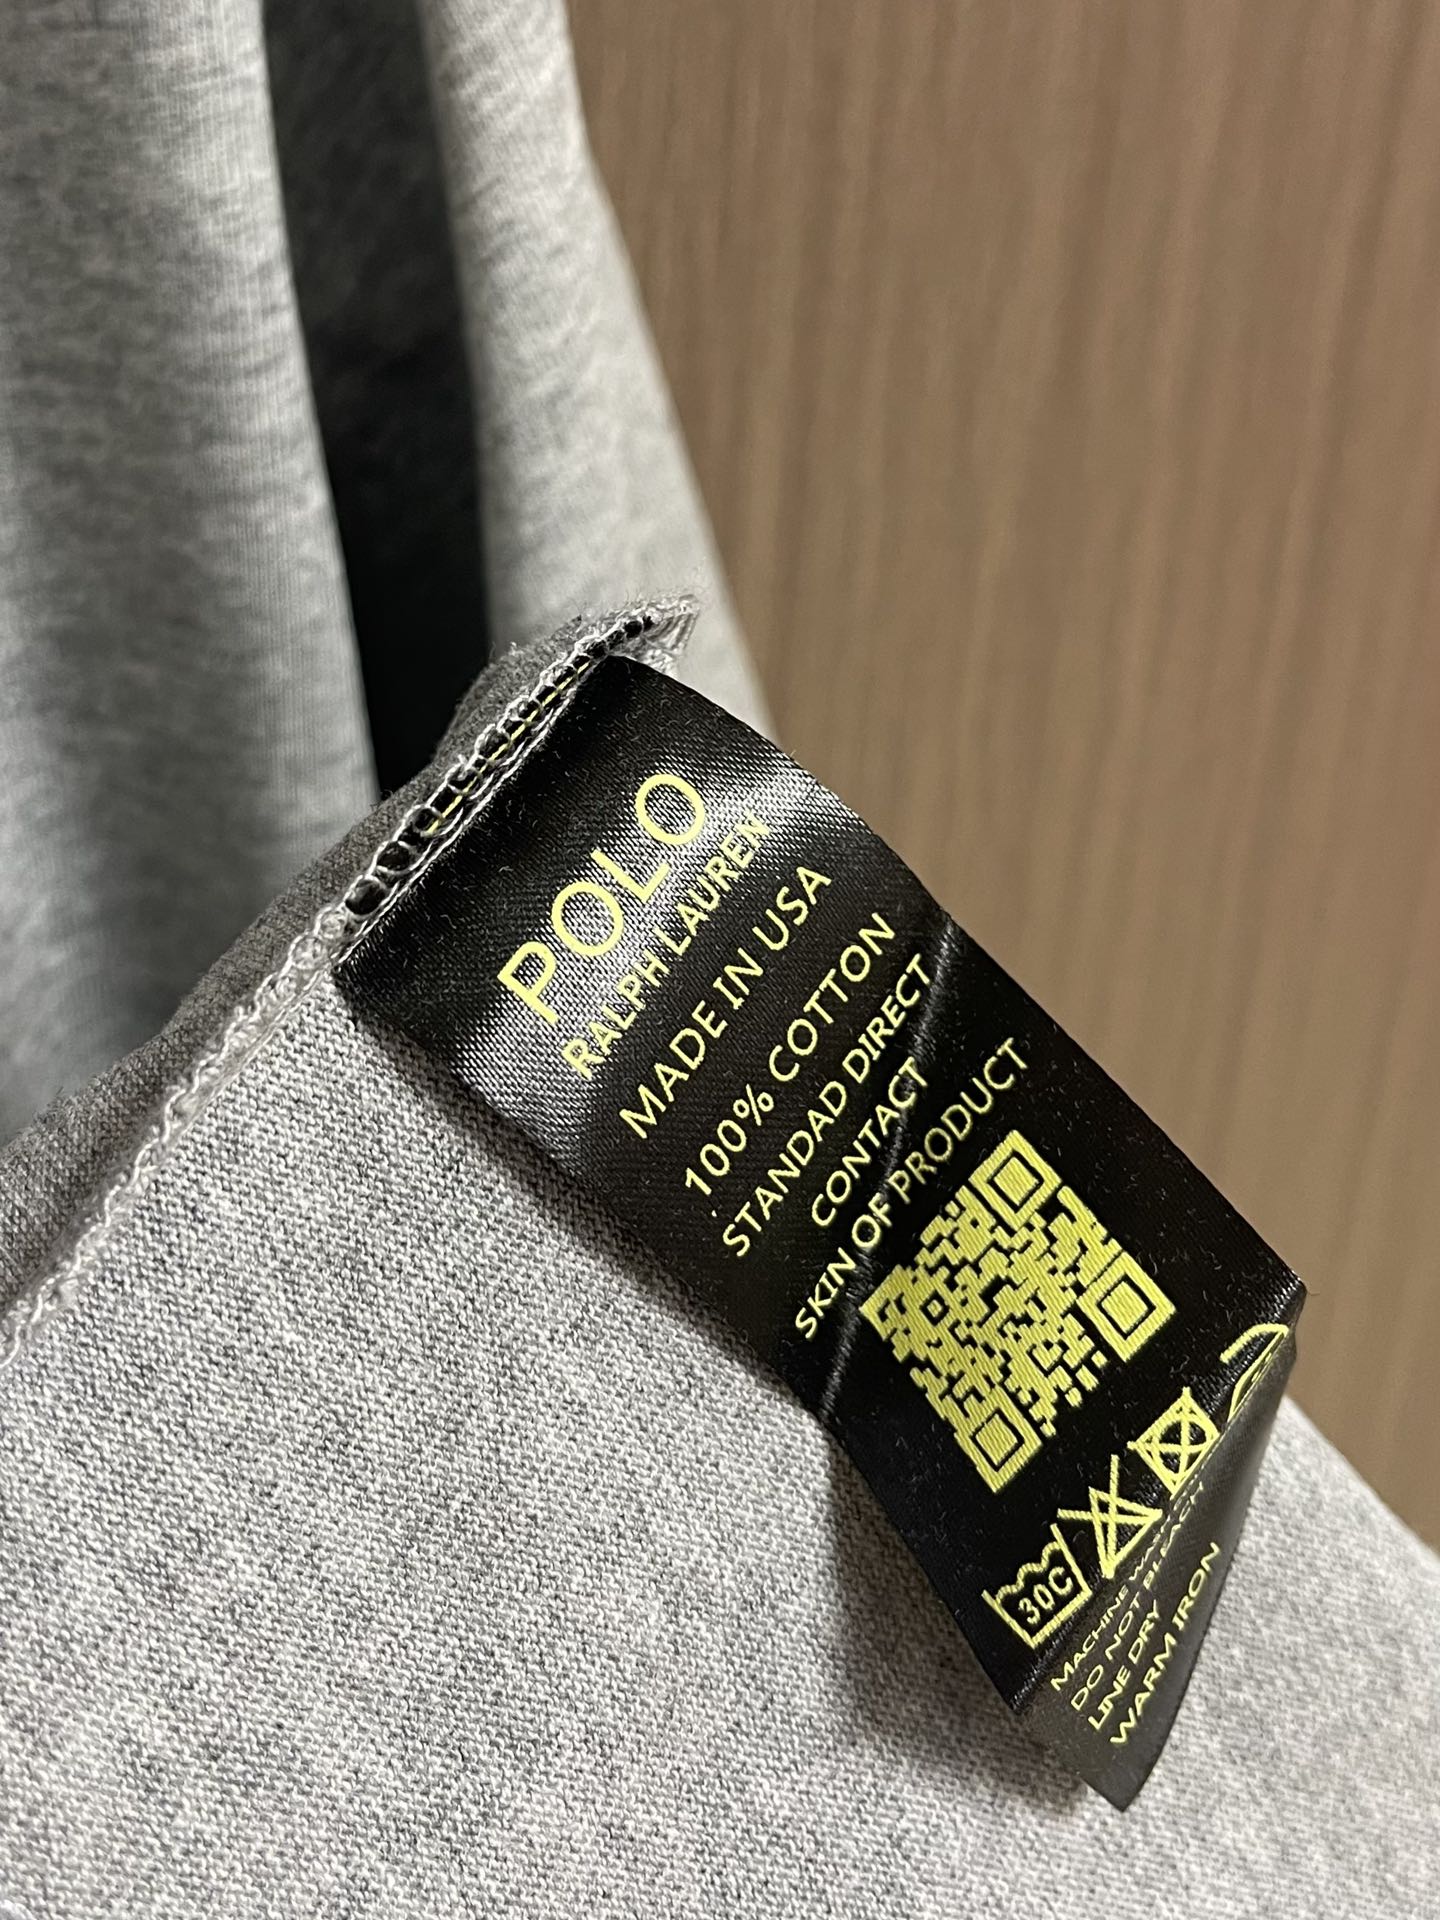 POLO
RALPH LAUREN
MADE IN USA
100% COTTON
STANDAD DIRECT
CONTACT
SKIN OF PRODUCT
30C
MACHINE
DO NOT BLEACH
LINE DRY
WARM IRON